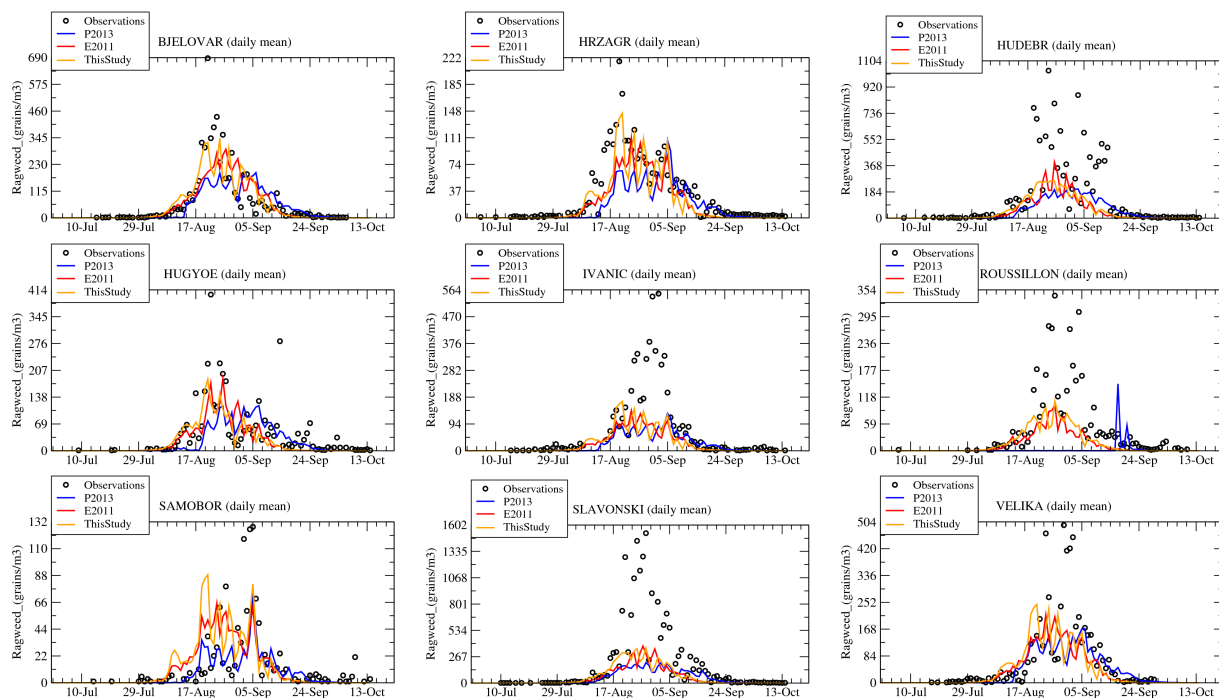 Observations
P2013
E2011
ThisStudy
BJELOVAR (daily mean)
Ragweed_(grains/m3)
690
575
460
345
230
115
0
10-Jul 29-Jul 17-Aug 05-Sep 24-Sep 13-Oct
Observations
P2013
E2011
ThisStudy
HRZAGR (daily mean)
Ragweed_(grains/m3)
222
185
148
111
74
37
0
10-Jul 29-Jul 17-Aug 05-Sep 24-Sep 13-Oct
Observations
P2013
E2011
ThisStudy
HUDEBR (daily mean)
Ragweed_(grains/m3)
1104
920
736
552
368
184
0
10-Jul 29-Jul 17-Aug 05-Sep 24-Sep 13-Oct
Observations
P2013
E2011
ThisStudy
HUGYOE (daily mean)
Ragweed_(grains/m3)
414
345
276
207
138
69
0
10-Jul 29-Jul 17-Aug 05-Sep 24-Sep 13-Oct
Observations
P2013
E2011
ThisStudy
IVANIC (daily mean)
Ragweed_(grains/m3)
564
470
376
282
188
94
0
10-Jul 29-Jul 17-Aug 05-Sep 24-Sep 13-Oct
Observations
P2013
E2011
ThisStudy
ROUSSILLON (daily mean)
Ragweed_(grains/m3)
354
295
236
177
118
59
0
10-Jul 29-Jul 17-Aug 05-Sep 24-Sep 13-Oct
Observations
P2013
E2011
ThisStudy
SAMOBOR (daily mean)
Ragweed_(grains/m3)
132
110
88
66
44
22
0
10-Jul 29-Jul 17-Aug 05-Sep 24-Sep 13-Oct
Observations
P2013
E2011
ThisStudy
SLAVONSKI (daily mean)
Ragweed_(grains/m3)
1602
1335
1068
801
534
267
0
10-Jul 29-Jul 17-Aug 05-Sep 24-Sep 13-Oct
Observations
P2013
E2011
ThisStudy
VELIKA (daily mean)
Ragweed_(grains/m3)
504
420
336
252
168
84
0
10-Jul 29-Jul 17-Aug 05-Sep 24-Sep 13-Oct